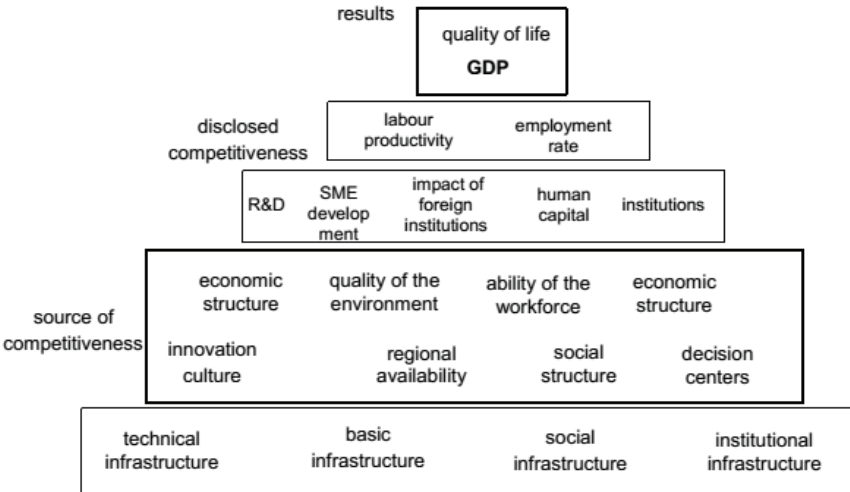 results
quality of life
GDP
disclosed
competitiveness
labour
productivity
employment
rate
R&D
SME
develop
ment
impact of
foreign
institutions
human
capital
institutions
source of
competitiveness
economic
structure
quality of the
environment
ability of the
workforce
economic
structure
innovation
culture
regional
availability
social
structure
decision
centers
technical
infrastructure
basic
infrastructure
social
infrastructure
institutional
infrastructure